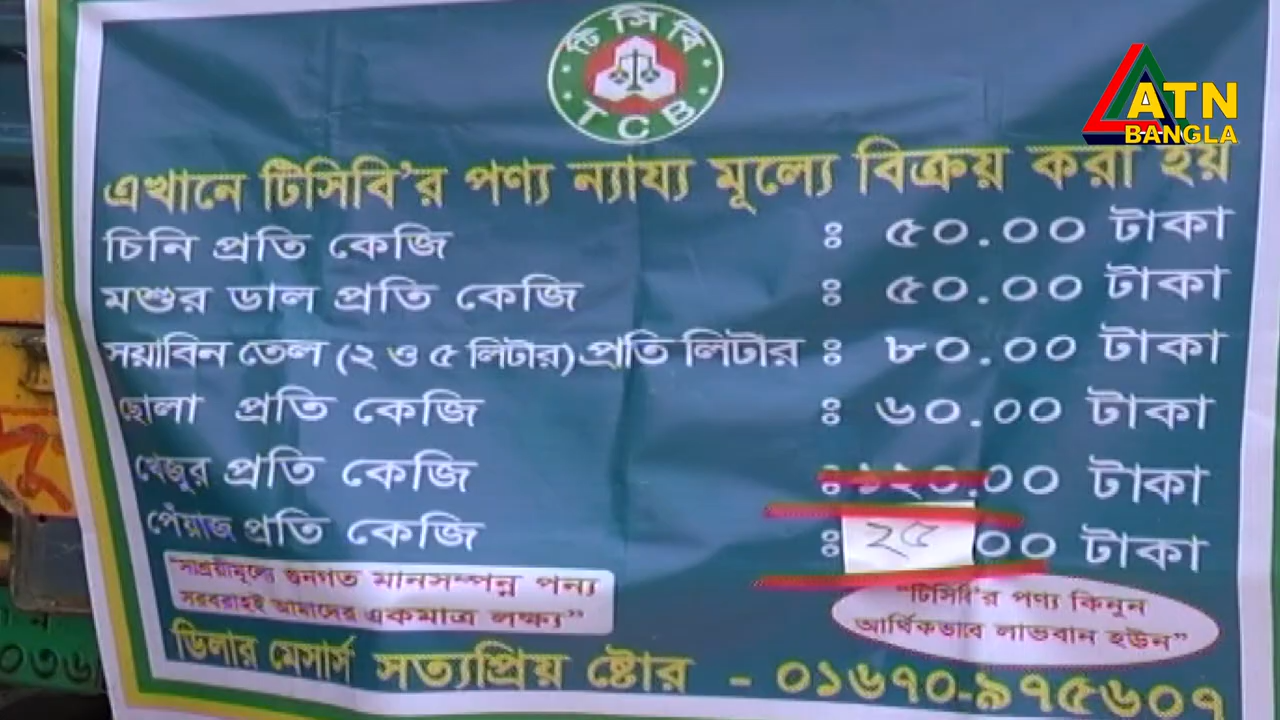 টিসিবি
TCB
ATN
BANGLA
এখানে টিসিবি'র পণ্য ন্যায্য মূল্যে বিক্রয় করা হয়
চিনি প্রতি কেজি : ৫০.০০ টাকা
মশুর ডাল প্রতি কেজি : ৫০.০০ টাকা
সয়াবিন তেল (২ ও ৫ লিটার) প্রতি লিটার : ৮০.০০ টাকা
ছোলা প্রতি কেজি : ৬০.০০ টাকা
খেজুর প্রতি কেজি : ১২০.০০ টাকা
পেঁয়াজ প্রতি কেজি : ২৫ ০০ টাকা
"সাশ্রয়ীমূল্যে গুনগত মানসম্পন্ন পন্য
সরবরাহই আমাদের একমাত্র লক্ষ্য"
"টিসিবি'র পণ্য কিনুন
আর্থিকভাবে লাভবান হউন"
ডিলার মেসার্স সত্যপ্রিয় ষ্টোর - ০১৬৭০-৯৭৫৬০৭
০৩৬